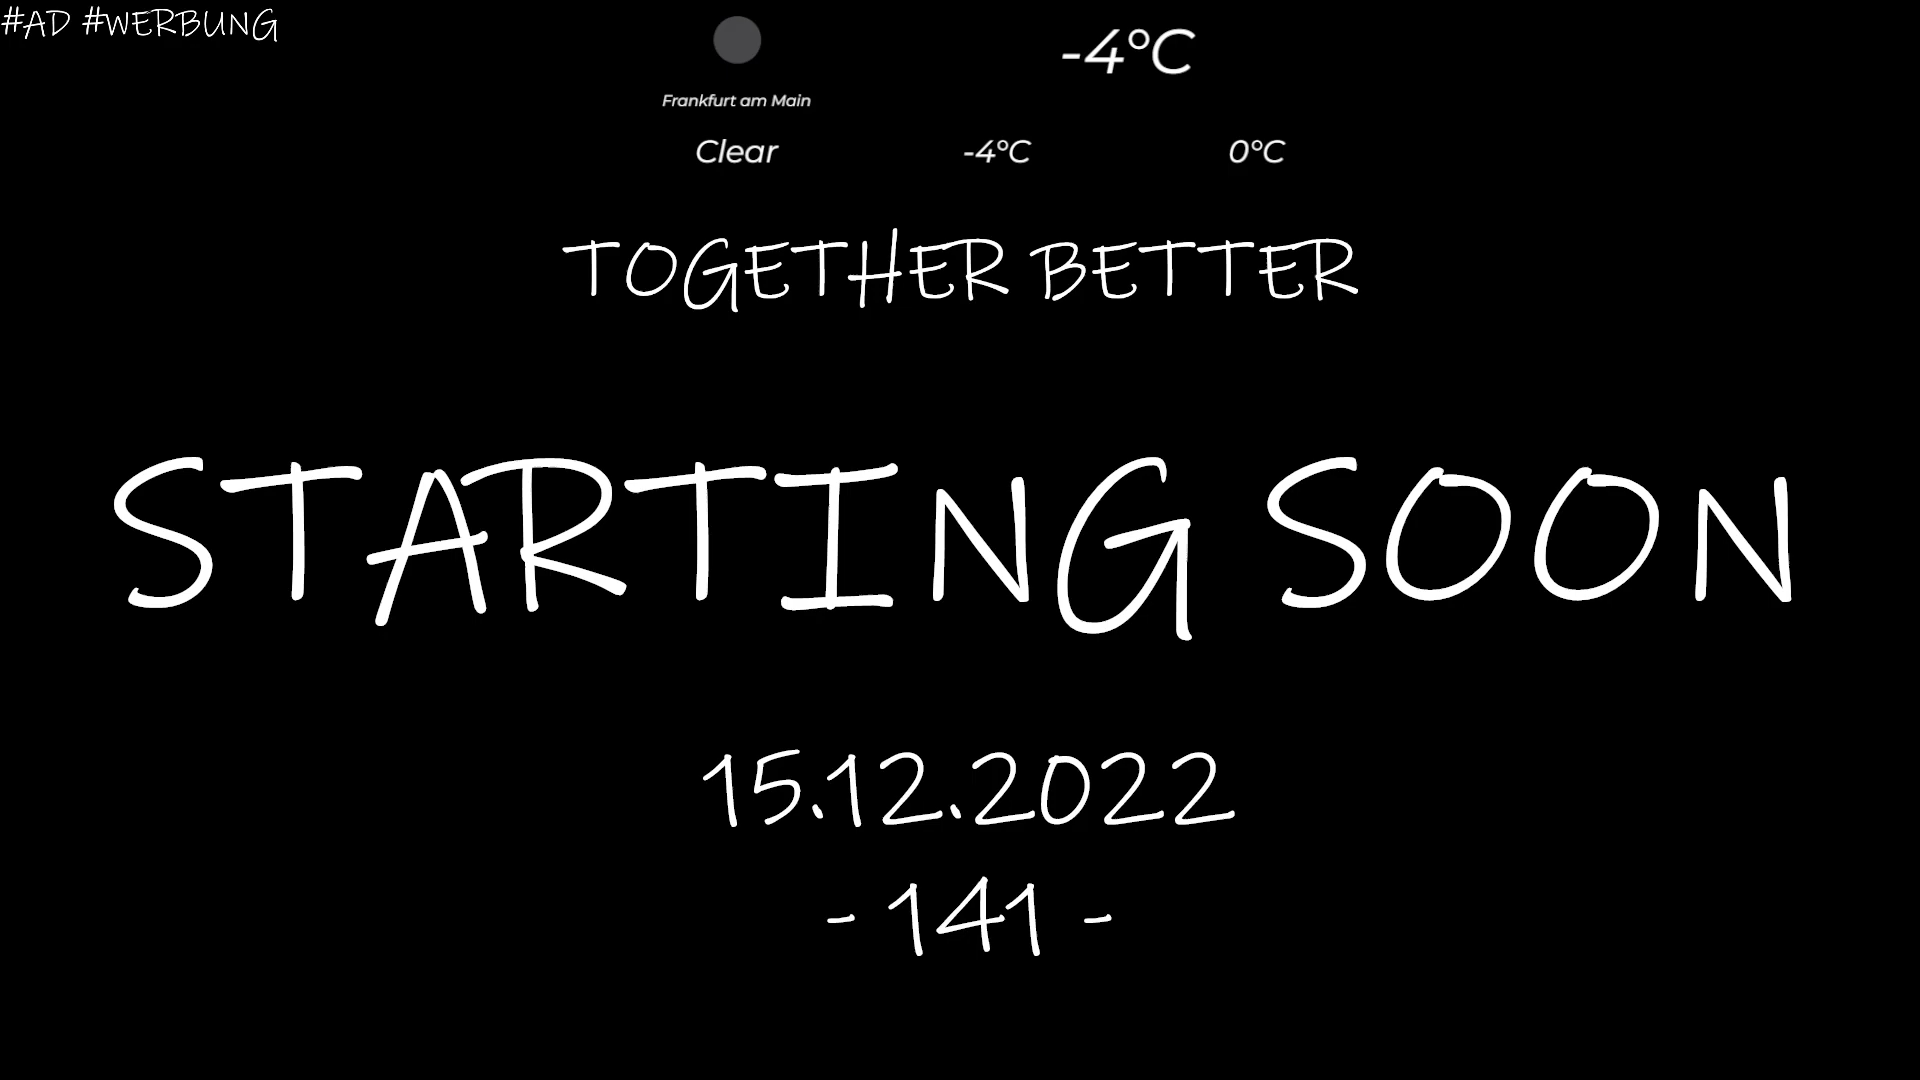 #AD #WERBUNG
-4°C
Frankfurt am Main
Clear -4°C 0°C
TOGETHER BETTER
STARTING SOON
15.12.2022
- 141 -